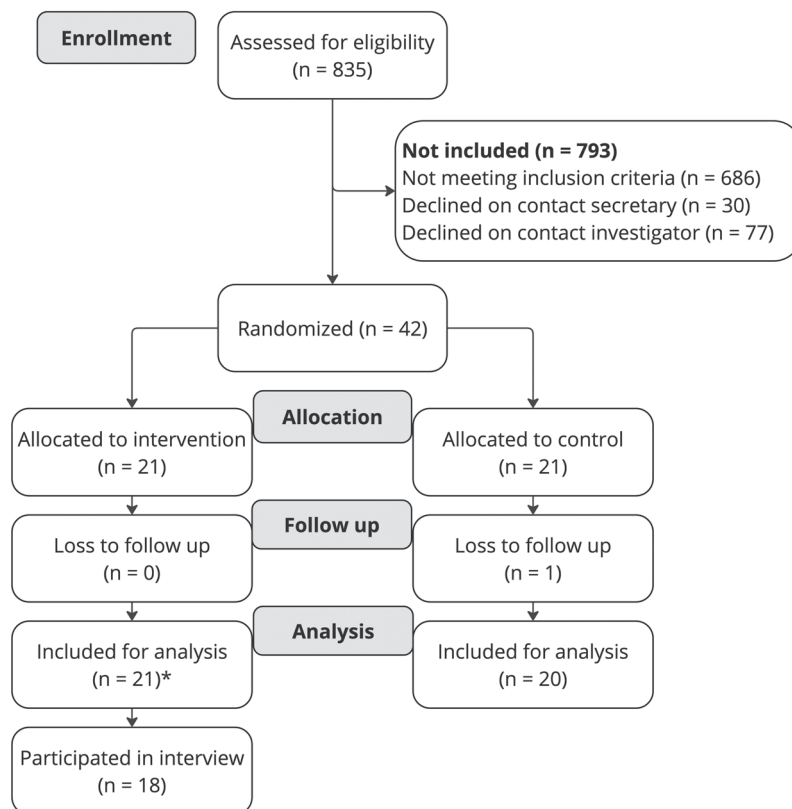 Enrollment
Assessed for eligibility
(n = 835)
Not included (n = 793)
Not meeting inclusion criteria (n = 686)
Declined on contact secretary (n = 30)
Declined on contact investigator (n = 77)
Randomized (n = 42)
Allocation
Allocated to intervention
(n = 21)
Allocated to control
(n = 21)
Follow up
Loss to follow up
(n = 0)
Loss to follow up
(n = 1)
Analysis
Included for analysis
(n = 21)*
Included for analysis
(n = 20)
Participated in interview
(n = 18)